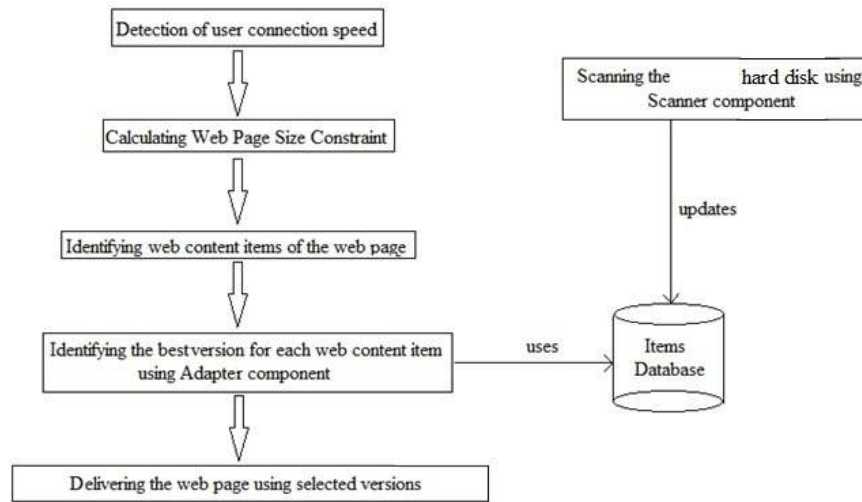 Detection of user connection speed
Calculating Web Page Size Constraint
Identifying web content items of the web page
Identifying the best version for each web content item
using Adapter component
Delivering the web page using selected versions
uses
Scanning the hard disk using
Scanner component
updates
Items
Database